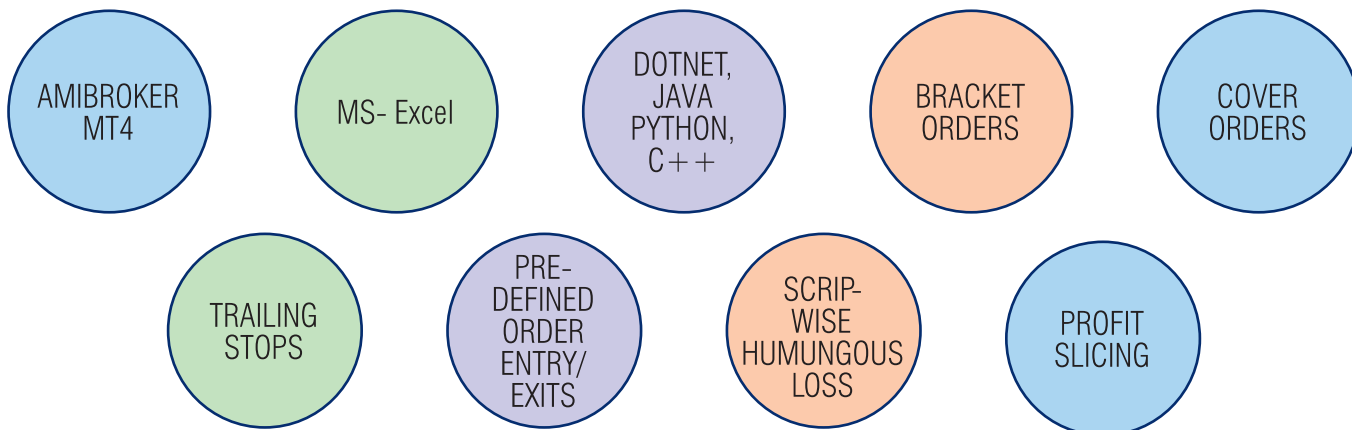 AMIBROKER
MT4
MS- Excel
DOTNET,
JAVA
PYTHON,
C++
BRACKET
ORDERS
COVER
ORDERS
TRAILING
STOPS
PRE-
DEFINED
ORDER
ENTRY/
EXITS
SCRIP-
WISE
HUMUNGOUS
LOSS
PROFIT
SLICING